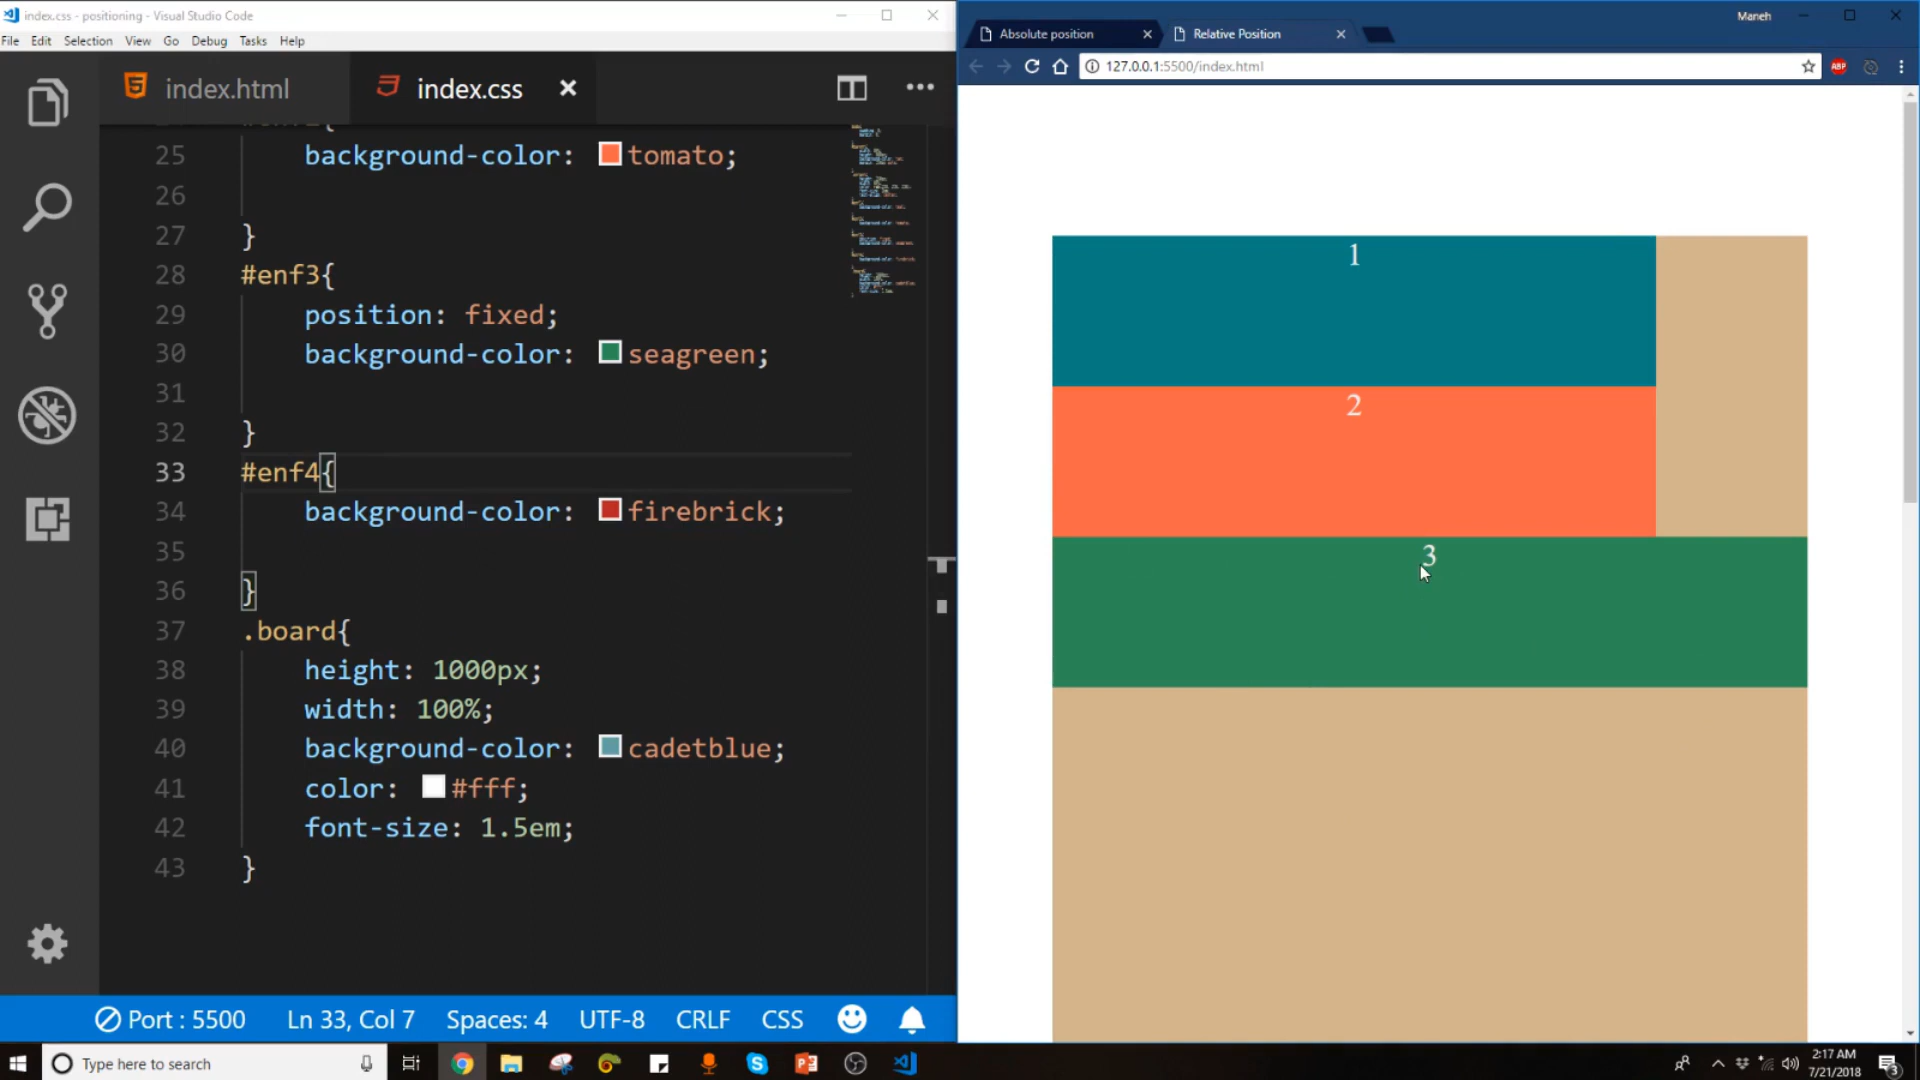 index.css - positioning - Visual Studio Code
File Edit Selection View Go Debug Tasks Help
index.html
index.css
25 background-color: tomato;
26
27 }
28 #enf3{
29 position: fixed;
30 background-color: seagreen;
31
32 }
33 #enf4{
34 background-color: firebrick;
35
36 }
37 .board{
38 height: 1000px;
39 width: 100%;
40 background-color: cadetblue;
41 color: #fff;
42 font-size: 1.5em;
43 }
Port : 5500 Ln 33, Col 7 Spaces: 4 UTF-8 CRLF CSS
Maneh
Absolute position
Relative Position
127.0.0.1:5500/index.html
ABP
1
2
3
Type here to search
2:17 AM
7/21/2018
3